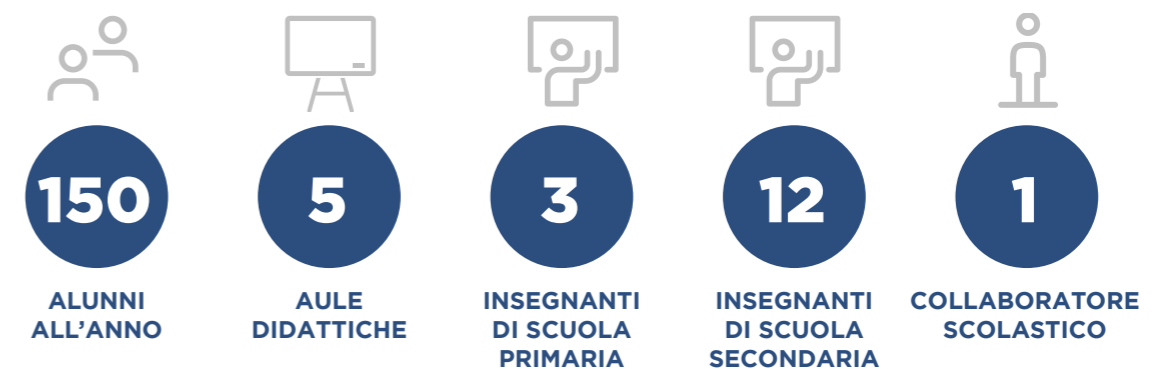 150
ALUNNI
ALL’ANNO
5
AULE
DIDATTICHE
3
INSEGNANTI
DI SCUOLA
PRIMARIA
12
INSEGNANTI
DI SCUOLA
SECONDARIA
1
COLLABORATORE
SCOLASTICO